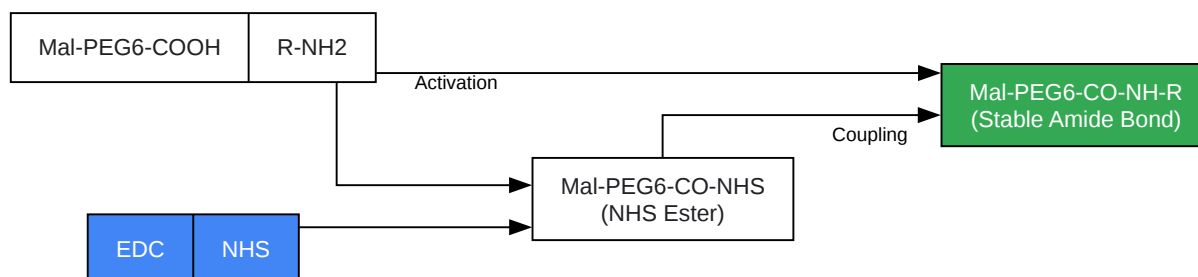 Mal-PEG6-COOH
R-NH2
Activation
Mal-PEG6-CO-NH-R
(Stable Amide Bond)
Coupling
Mal-PEG6-CO-NHS
(NHS Ester)
EDC
NHS